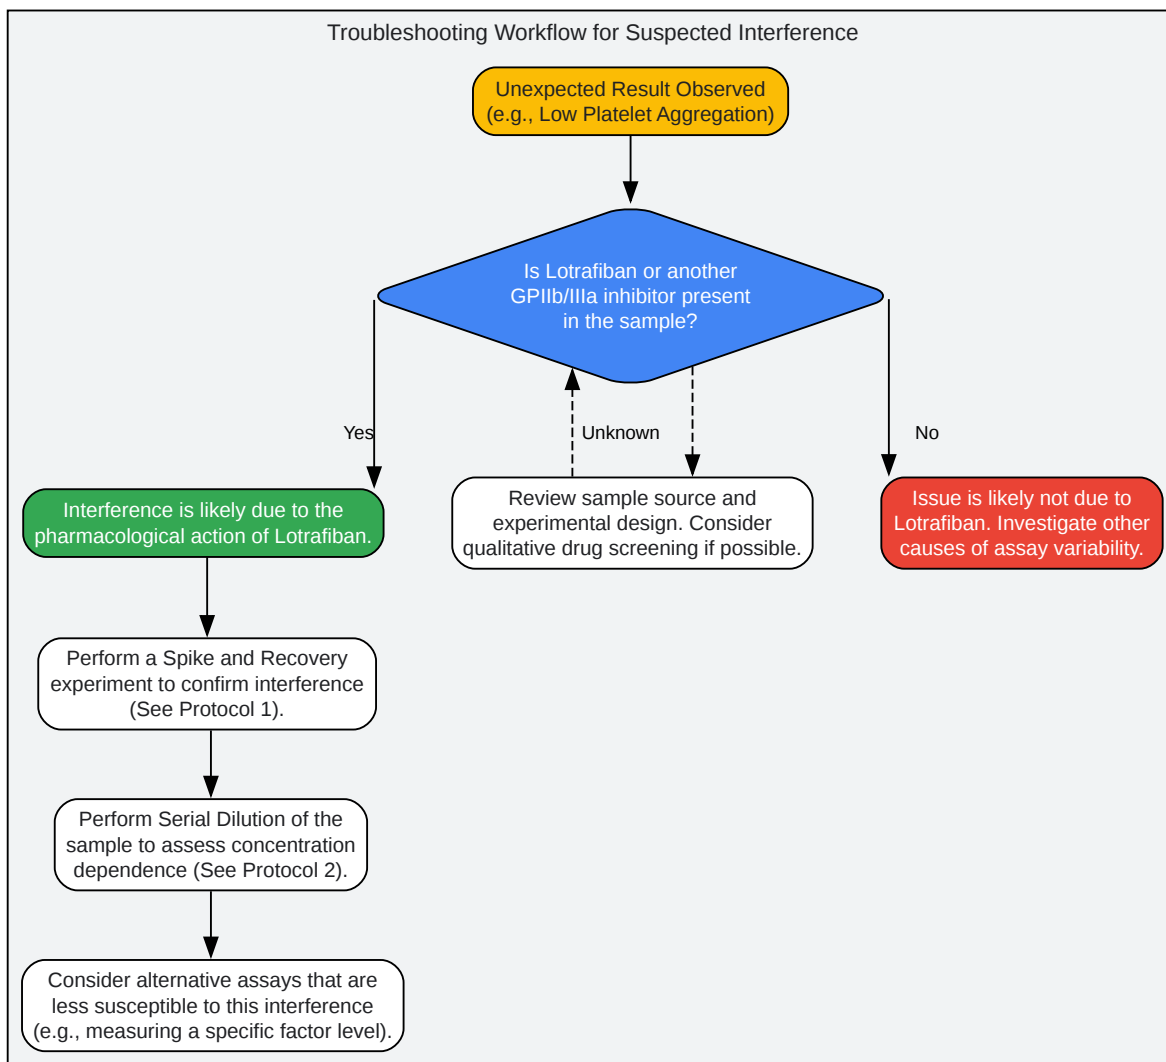 Troubleshooting Workflow for Suspected Interference
Unexpected Result Observed
(e.g., Low Platelet Aggregation)
Is Lotrafiban or another
GPIIb/IIIa inhibitor present
in the sample?
Yes
Unknown
No
Interference is likely due to the
pharmacological action of Lotrafiban.
Review sample source and
experimental design. Consider
qualitative drug screening if possible.
Issue is likely not due to
Lotrafiban. Investigate other
causes of assay variability.
Perform a Spike and Recovery
experiment to confirm interference
(See Protocol 1).
Perform Serial Dilution of the
sample to assess concentration
dependence (See Protocol 2).
Consider alternative assays that are
less susceptible to this interference
(e.g., measuring a specific factor level).